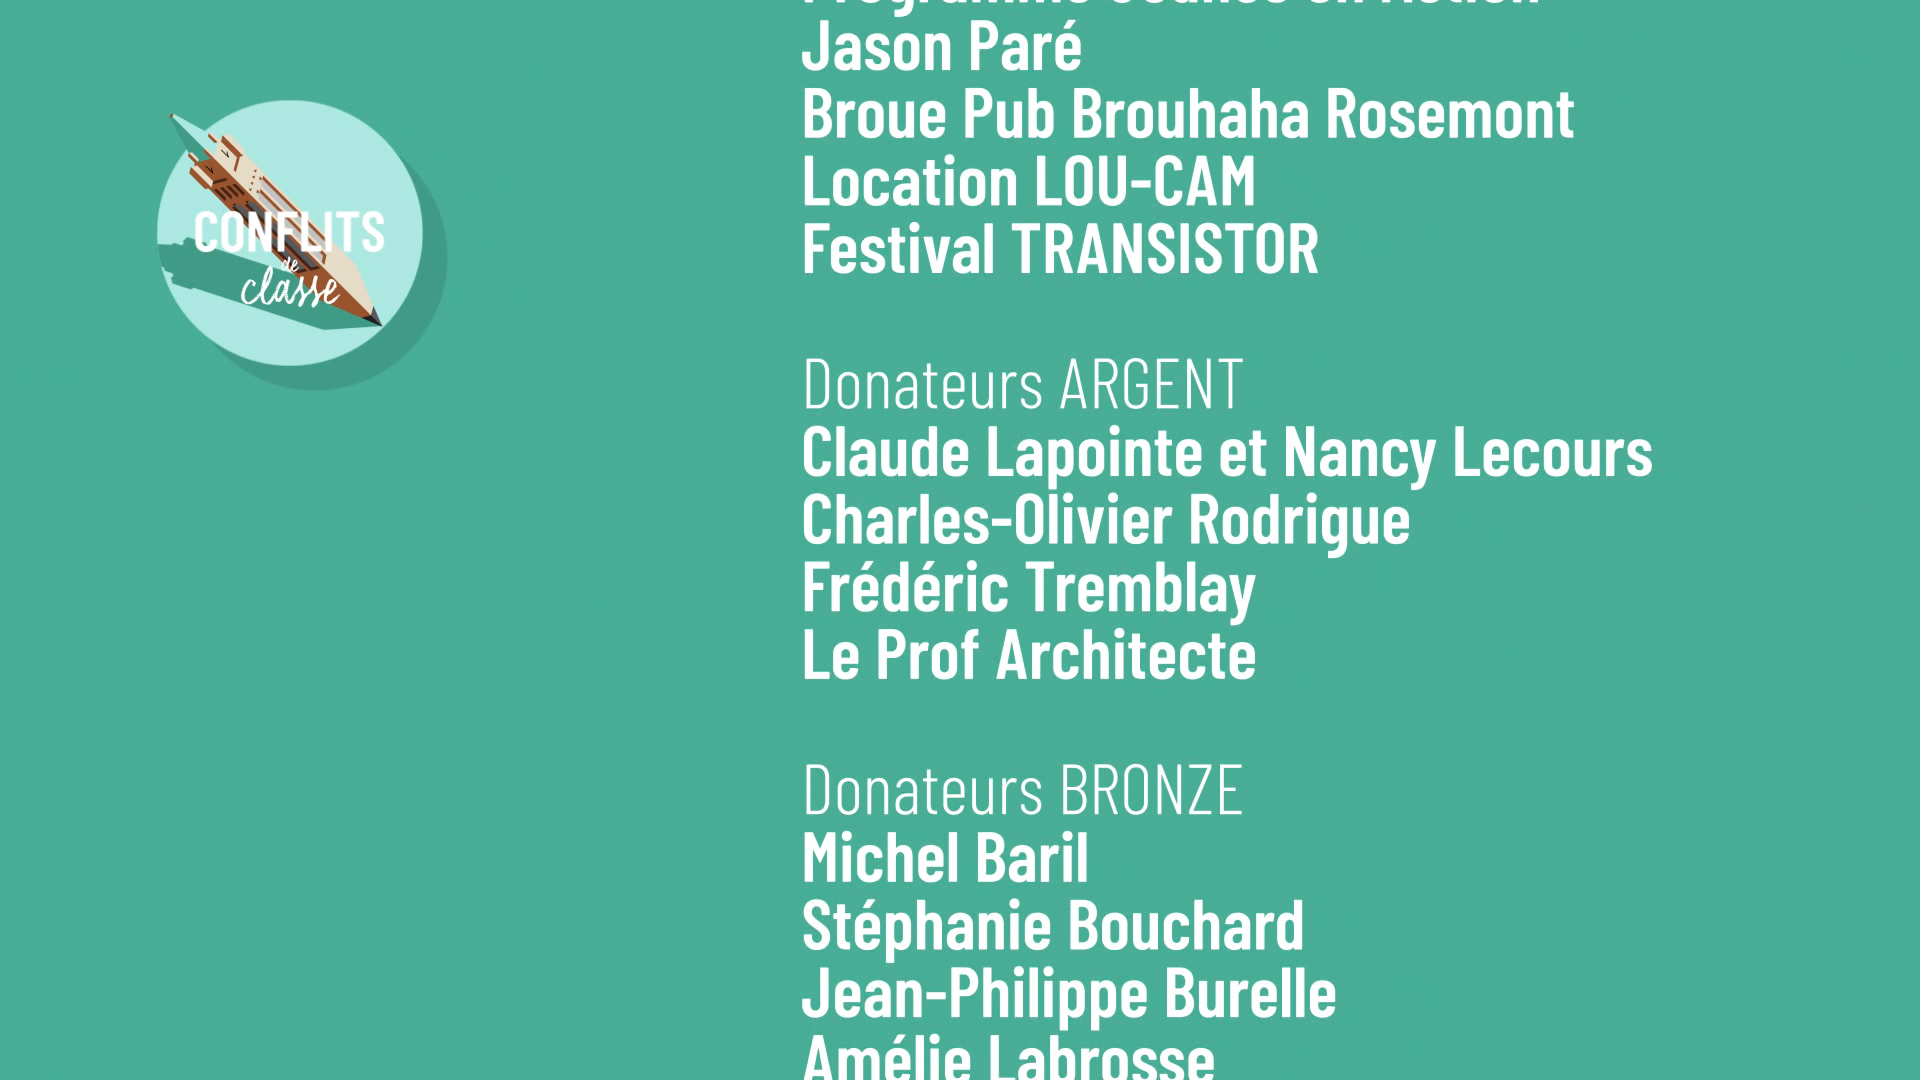 CONFLITS
de
classe
Jason Paré
Broue Pub Brouhaha Rosemont
Location LOU-CAM
Festival TRANSISTOR
Donateurs ARGENT
Claude Lapointe et Nancy Lecours
Charles-Olivier Rodrigue
Frédéric Tremblay
Le Prof Architecte
Donateurs BRONZE
Michel Baril
Stéphanie Bouchard
Jean-Philippe Burelle
Amélie Labrosse